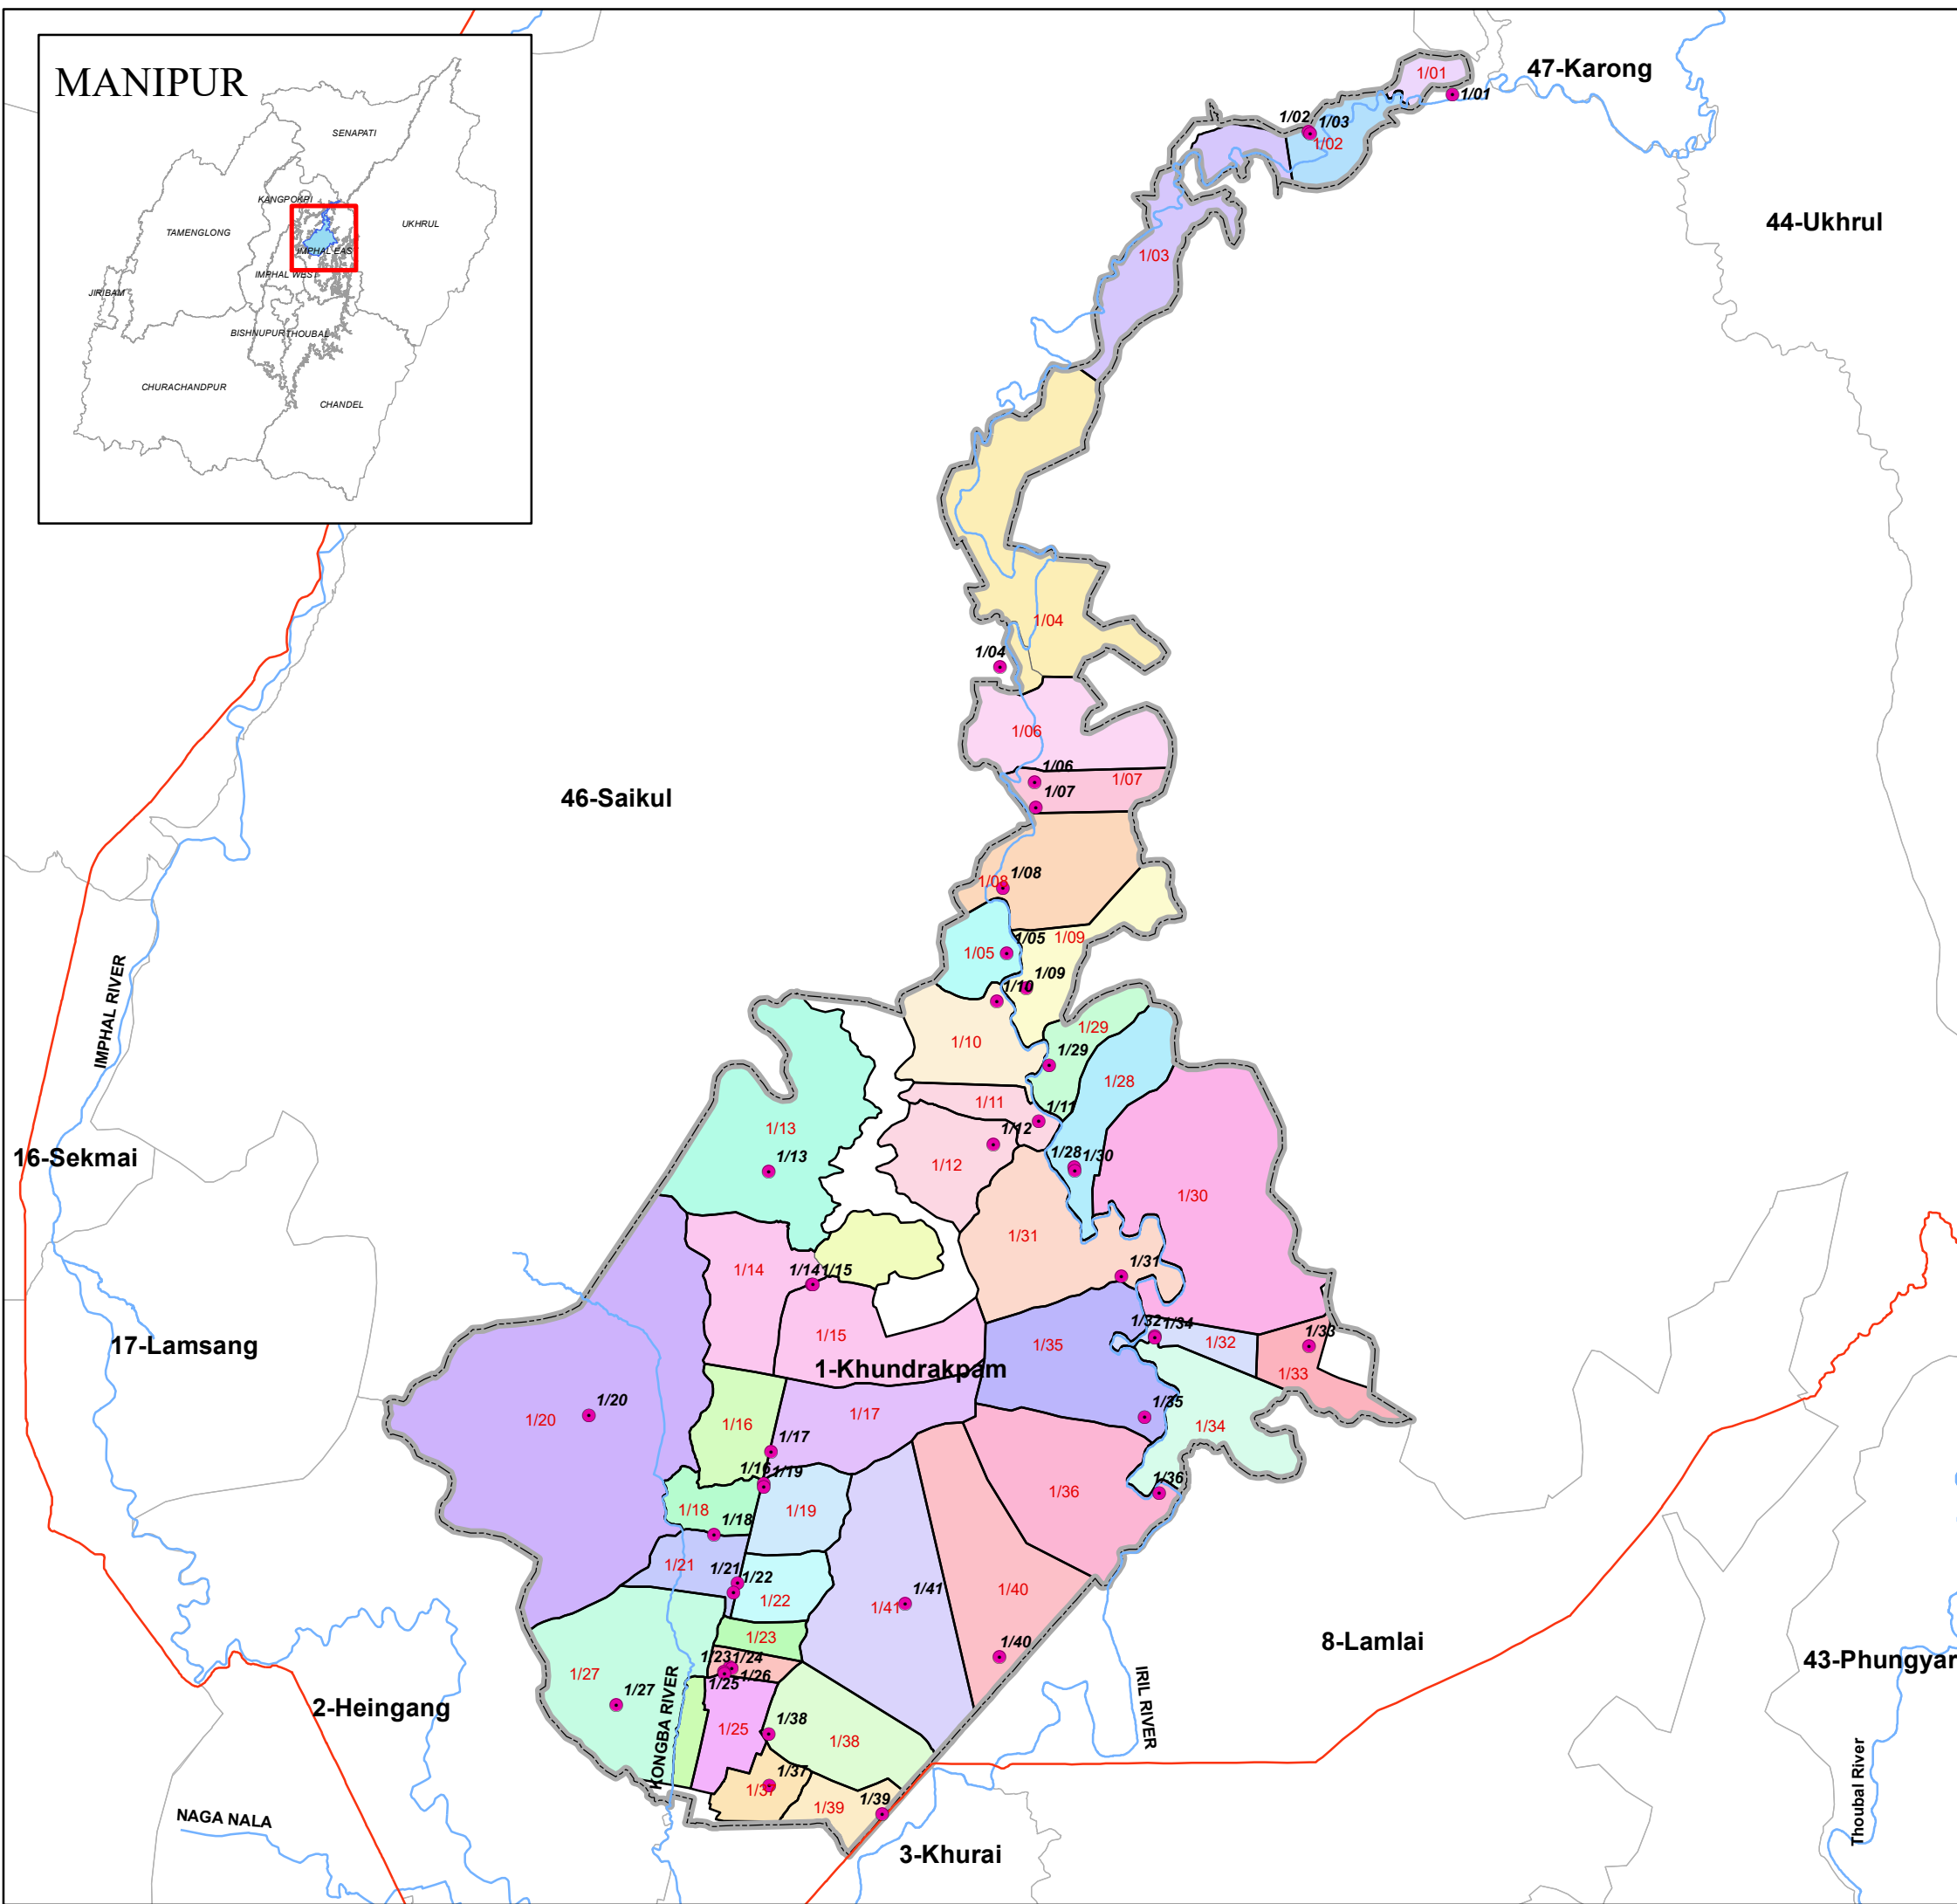 MANIPUR
SENAPATI
KANGPOKPI
UKHRUL
TAMENGLONG
IMPHAL EAS
IMPHAL WEST
JIRIBAM
BISHNUPUR
THOUBAL
CHURACHANDPUR
CHANDEL
47-Karong
1/01
1/01
1/02
1/03
1/02
44-Ukhrul
1/03
1/04
1/04
1/06
1/06
1/07
1/07
46-Saikul
1/08
1/08
1/05
1/09
1/05
1/09
1/10
IMPHAL RIVER
1/29
1/10
1/29
1/28
1/11
1/11
1/13
1/12
16-Sekmai
1/13
1/12
1/28
1/30
1/30
1/31
1/14
1/14
1/15
1/31
17-Lamsang
1/15
1/35
1/32
1/34
1/32
1/33
1-Khundrakpam
1/33
1/20
1/20
1/16
1/17
1/35
1/34
1/17
1/16
1/19
1/36
1/36
1/18
1/19
1/18
1/21
1/21
1/22
1/22
1/41
1/41
1/40
1/23
1/40
8-Lamlai
43-Phungyar
1/27
1/23
1/24
1/26
1/25
1/27
KONGBA RIVER
IRIL RIVER
2-Heingang
1/25
1/38
1/38
1/37
1/37
1/39
1/39
NAGA NALA
3-Khurai
Thoubal River